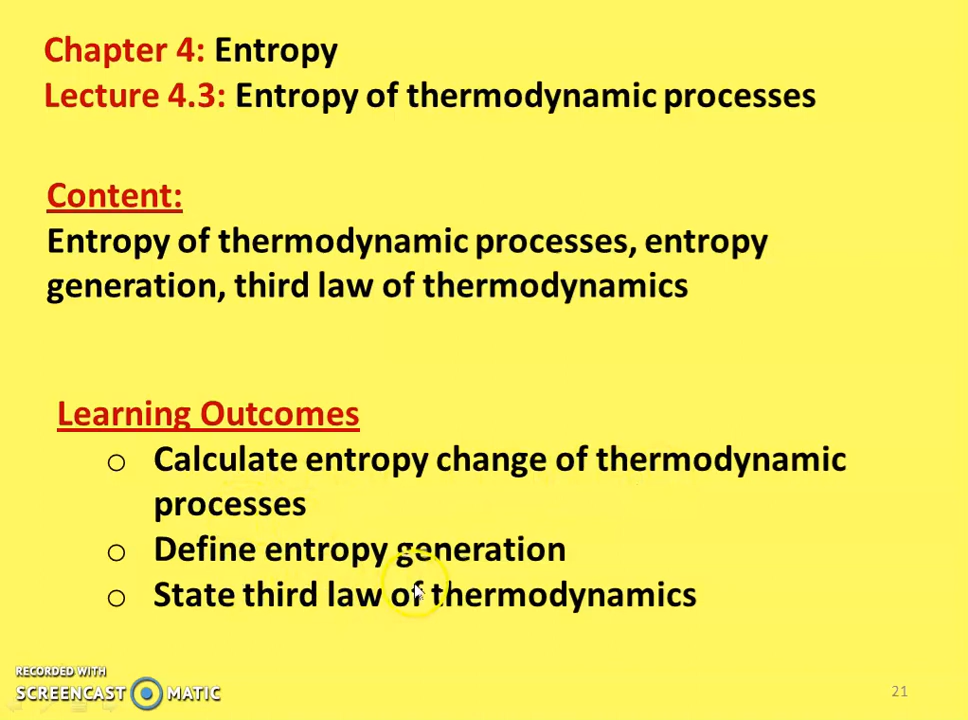 Chapter 4: Entropy
Lecture 4.3: Entropy of thermodynamic processes
Content:
Entropy of thermodynamic processes, entropy
generation, third law of thermodynamics
Learning Outcomes
o Calculate entropy change of thermodynamic
processes
o Define entropy generation
o State third law of thermodynamics
RECORDED WITH
SCREENCAST MATIC
21